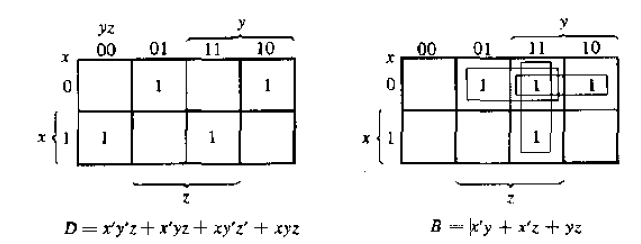 yz y
x 00 01 11 10
0 1 1
x { 1 1 1
z
D = x'y'z + x'yz + xy'z' + xyz
y
x 00 01 11 10
0 1 1 1
x { 1 1
z
B = x'y + x'z + yz